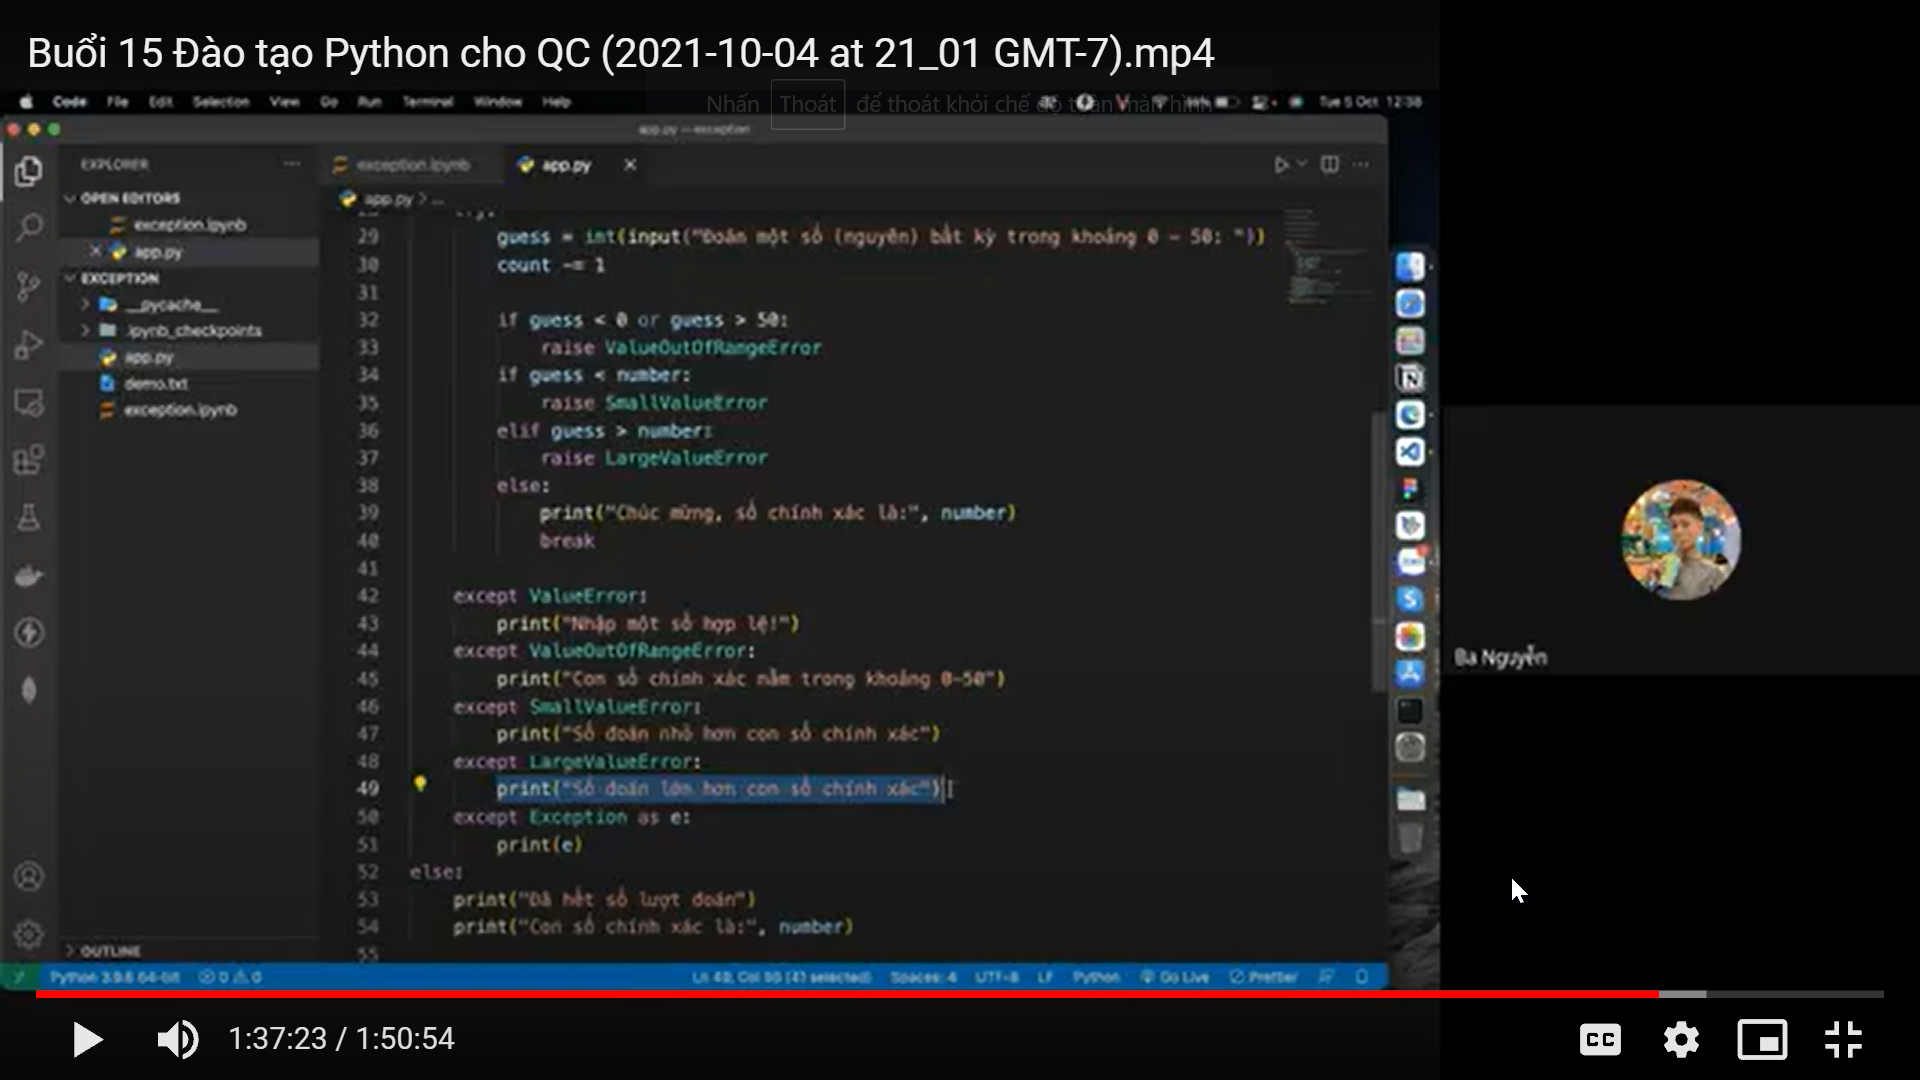 Buổi 15 Đào tạo Python cho QC (2021-10-04 at 21_01 GMT-7).mp4
Code File Edit Selection View Go Run Terminal Window Help
Tue 5 Oct 12:38
Nhấn Thoát để thoát khỏi chế độ toàn màn hình
app.py — exception
EXPLORER
OPEN EDITORS
exception.ipynb
app.py
EXCEPTION
__pycache__
.ipynb_checkpoints
app.py
demo.txt
exception.ipynb
OUTLINE
exception.ipynb
app.py
app.py > ...
29 guess = int(input("Đoán một số (nguyên) bất kỳ trong khoảng 0 - 50: "))
30 count -= 1
31
32 if guess < 0 or guess > 50:
33 raise ValueOutOfRangeError
34 if guess < number:
35 raise SmallValueError
36 elif guess > number:
37 raise LargeValueError
38 else:
39 print("Chúc mừng, số chính xác là:", number)
40 break
41
42 except ValueError:
43 print("Nhập một số hợp lệ!")
44 except ValueOutOfRangeError:
45 print("Con số chính xác nằm trong khoảng 0-50")
46 except SmallValueError:
47 print("Số đoán nhỏ hơn con số chính xác")
48 except LargeValueError:
49 print("Số đoán lớn hơn con số chính xác")
50 except Exception as e:
51 print(e)
52 else:
53 print("Đã hết số lượt đoán")
54 print("Con số chính xác là:", number)
55
Python 3.9.6 64-bit 0 0
(41 selected) Spaces: 4 UTF-8 LF Python Go Live Prettier
Ba Nguyễn
1:37:23 / 1:50:54
CC